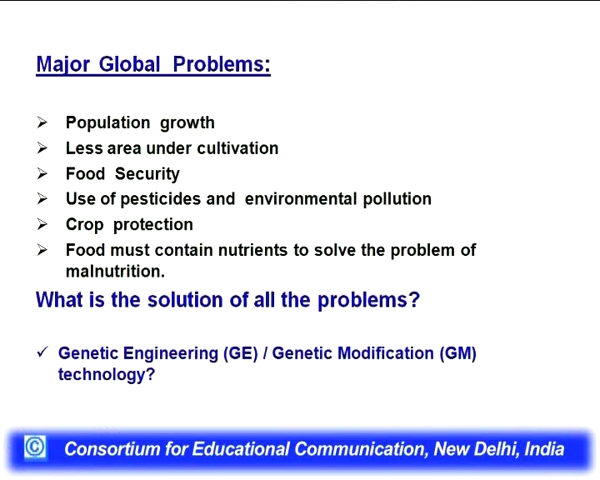 Major Global Problems:
Population growth
Less area under cultivation
Food Security
Use of pesticides and environmental pollution
Crop protection
Food must contain nutrients to solve the problem of
malnutrition.
What is the solution of all the problems?
Genetic Engineering (GE) / Genetic Modification (GM)
technology?
© Consortium for Educational Communication, New Delhi, India